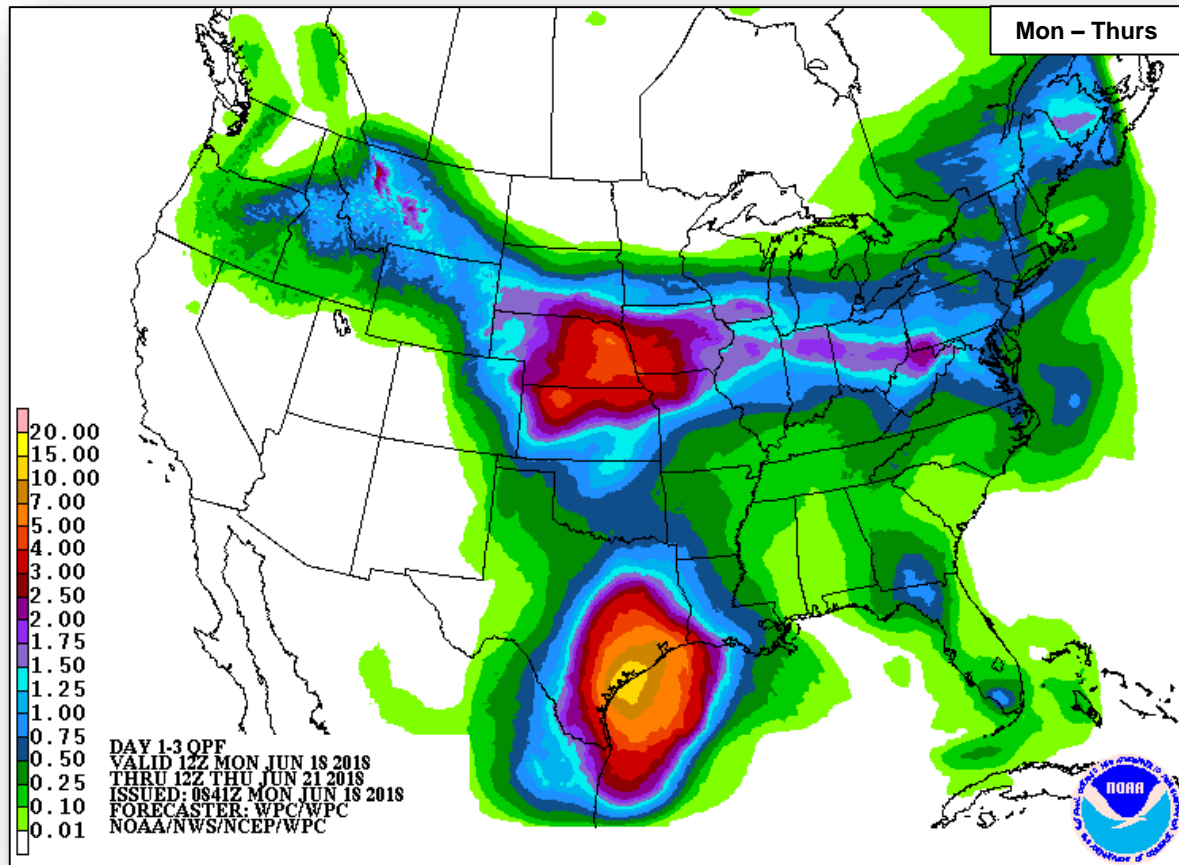 Mon – Thurs
20.00
15.00
10.00
7.00
5.00
4.00
3.00
2.50
2.00
1.75
1.50
1.25
1.00
0.75
0.50
0.25
0.10
0.01
DAY 1-3 QPF
VALID 12Z MON JUN 18 2018
THRU 12Z THU JUN 21 2018
ISSUED: 0841Z MON JUN 18 2018
FORECASTER: WPC/WPC
NOAA/NWS/NCEP/WPC
NOAA